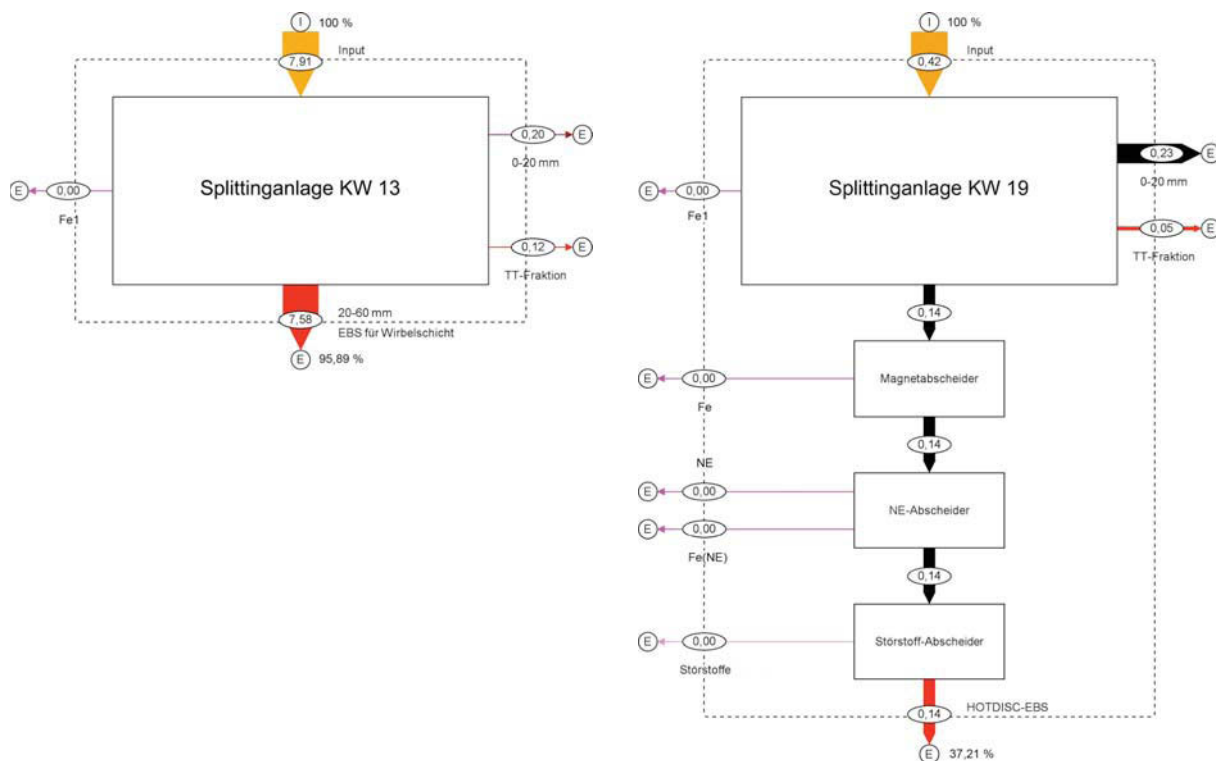 I 100 %
Input
7,91
0,20
E
0-20 mm
Splittinganlage KW 13
E
0,00
Fe1
0,12
E
TT-Fraktion
20-60 mm
7,58
EBS für Wirbelschicht
E 95,89 %
I 100 %
Input
0,42
0,23
E
0-20 mm
Splittinganlage KW 19
E
0,00
Fe1
0,05
E
TT-Fraktion
0,14
Magnetabscheider
E
0,00
Fe
0,14
NE
E
0,00
NE-Abscheider
E
0,00
Fe(NE)
0,14
Störstoff-Abscheider
E
0,00
Störstoffe
HOTDISC-EBS
0,14
E 37,21 %